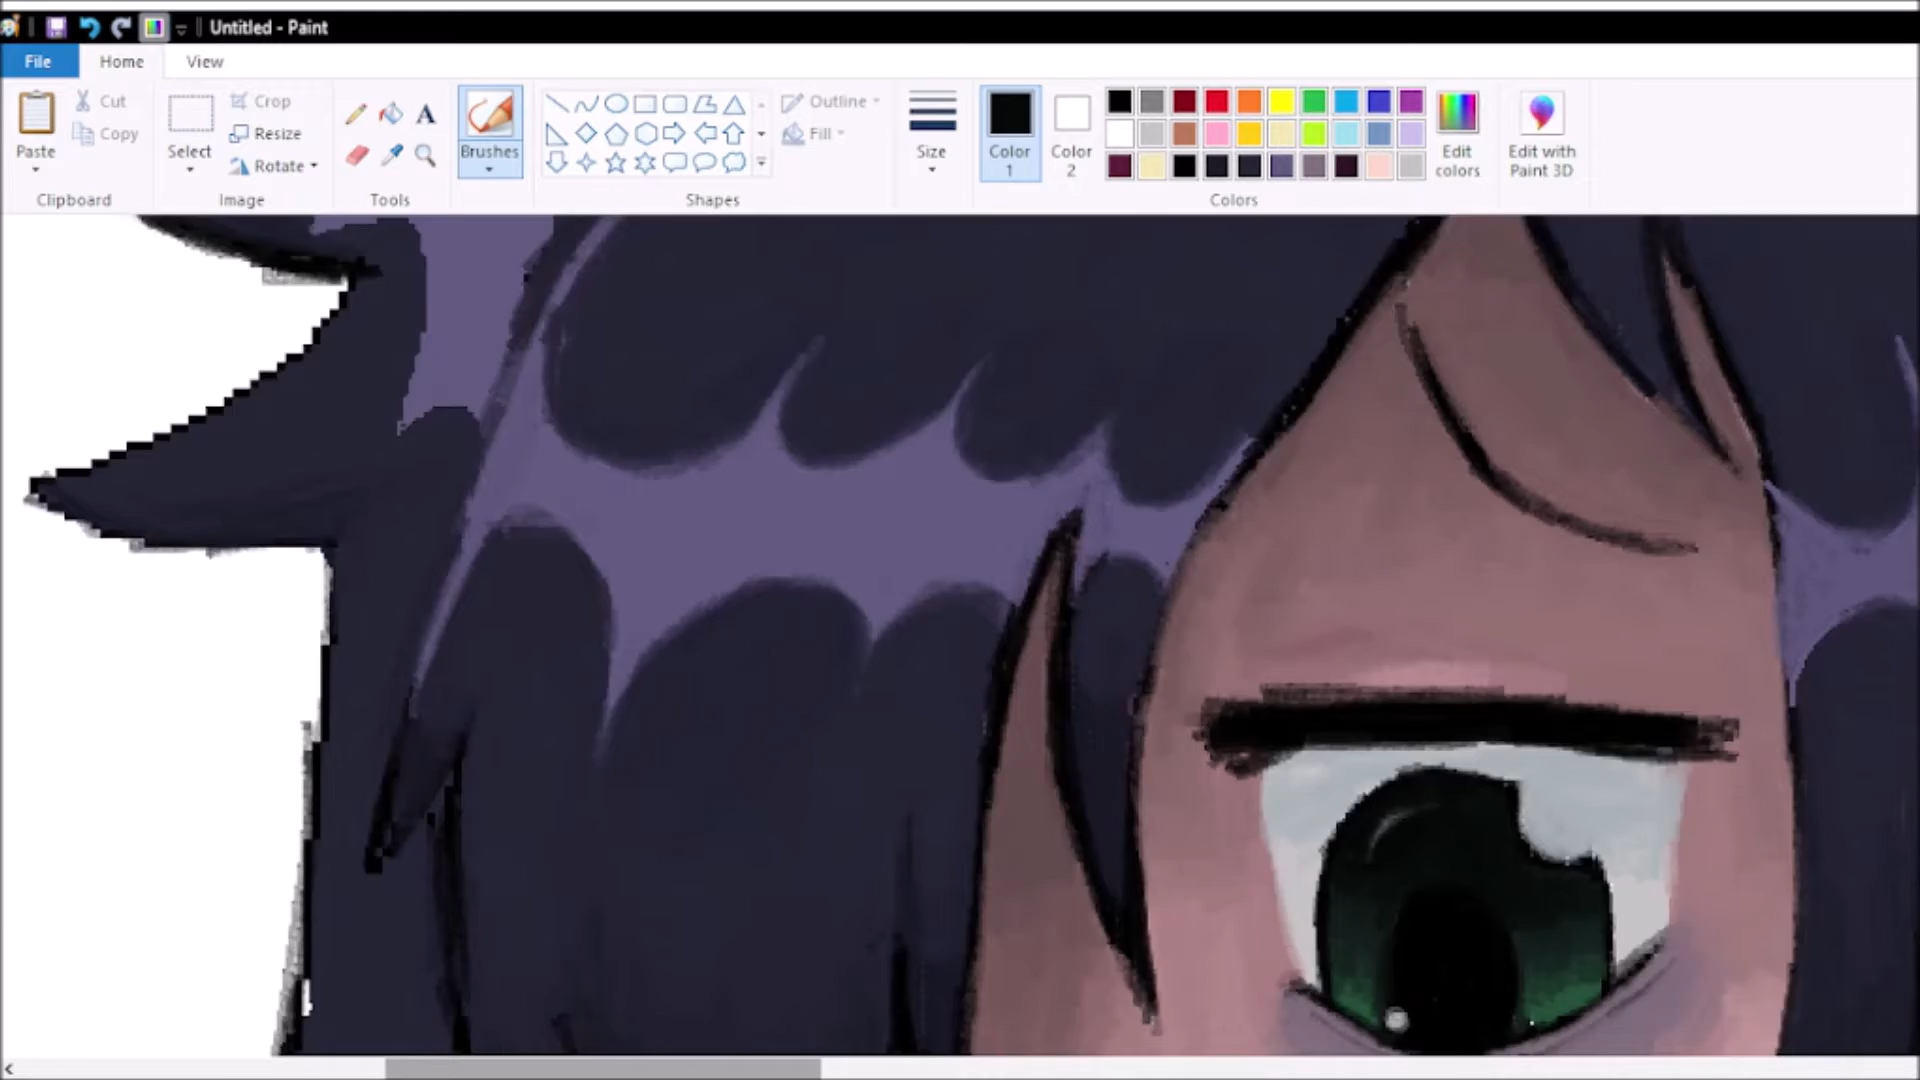 Untitled - Paint
File Home View
Paste
Cut
Copy
Clipboard
Select
Crop
Resize
Rotate
Image
A
Tools
Brushes
Outline
Fill
Shapes
Size
Color 1
Color 2
Edit colors
Colors
Edit with Paint 3D